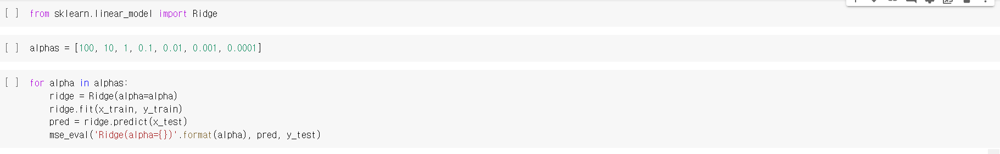 [ ] from sklearn.linear_model import Ridge
[ ] alphas = [100, 10, 1, 0.1, 0.01, 0.001, 0.0001]
[ ] for alpha in alphas:
    ridge = Ridge(alpha=alpha)
    ridge.fit(x_train, y_train)
    pred = ridge.predict(x_test)
    mse_eval('Ridge(alpha={})'.format(alpha), pred, y_test)